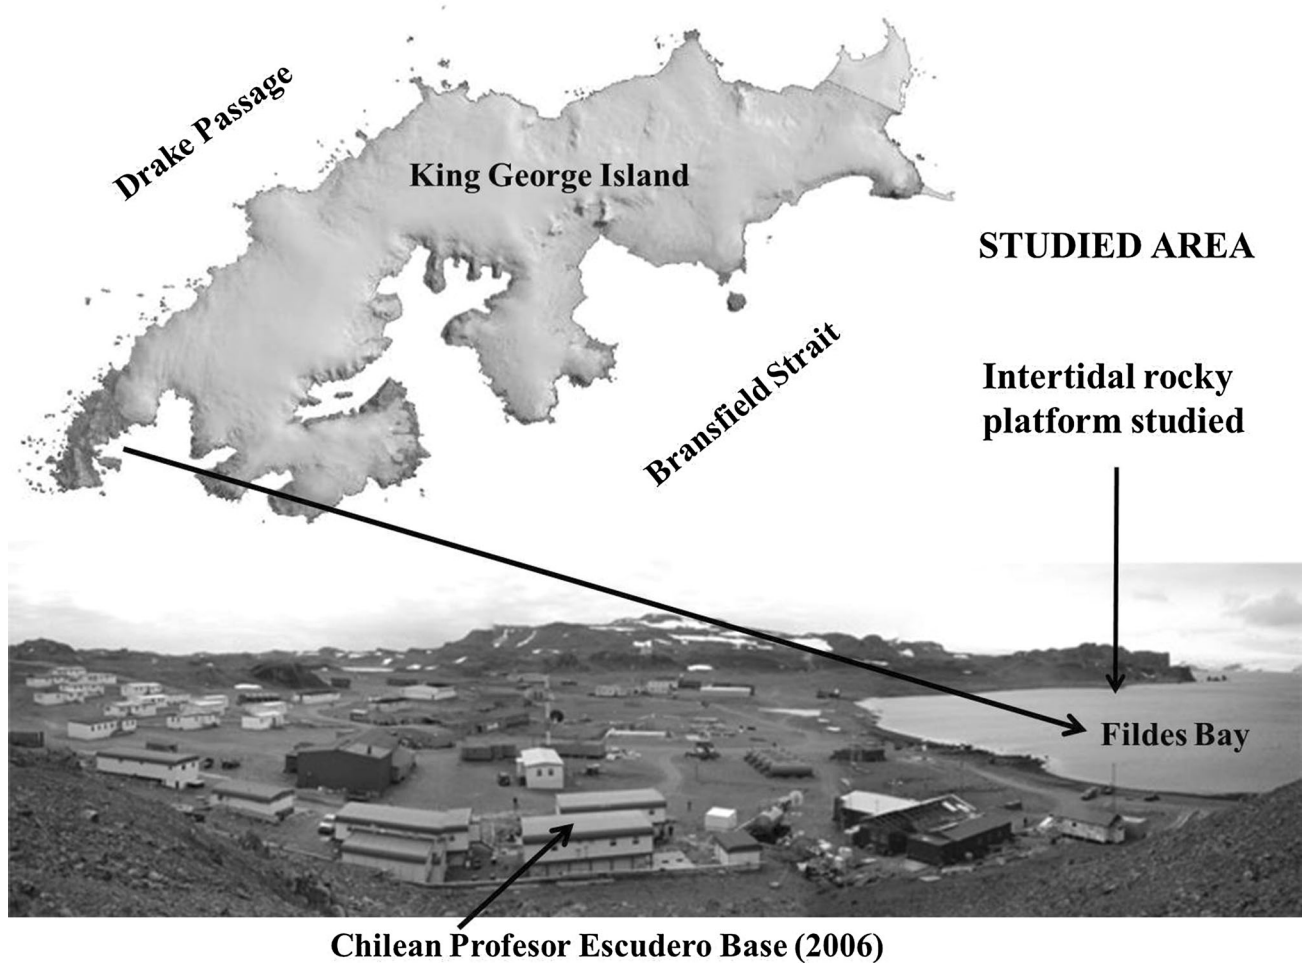 Drake Passage
King George Island
STUDIED AREA
Bransfield Strait
Intertidal rocky
platform studied
Fildes Bay
Chilean Profesor Escudero Base (2006)